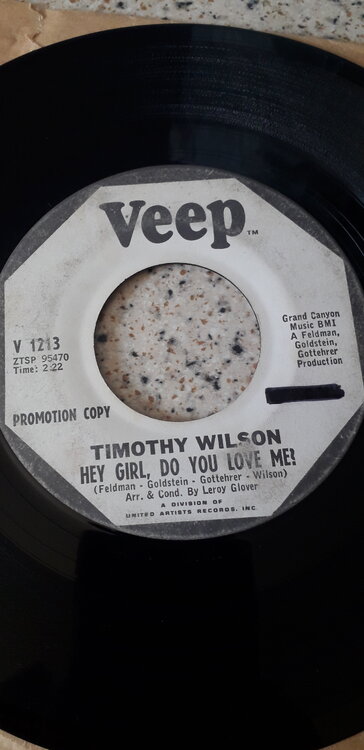 Veep™
V 1213
ZTSP 95470
Time: 2:22
PROMOTION COPY
Grand Canyon
Music BMI
A Feldman,
Goldstein,
Gottehrer
Production
TIMOTHY WILSON
HEY GIRL, DO YOU LOVE ME?
(Feldman - Goldstein - Gottehrer - Wilson)
Arr. & Cond. By Leroy Glover
A DIVISION OF
UNITED ARTISTS RECORDS, INC.